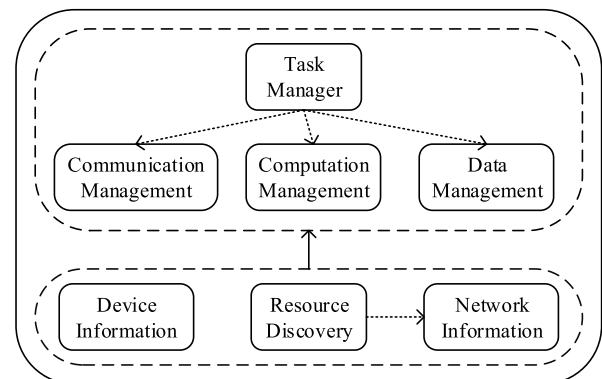 Task
Manager
Communication
Management
Computation
Management
Data
Management
Device
Information
Resource
Discovery
Network
Information